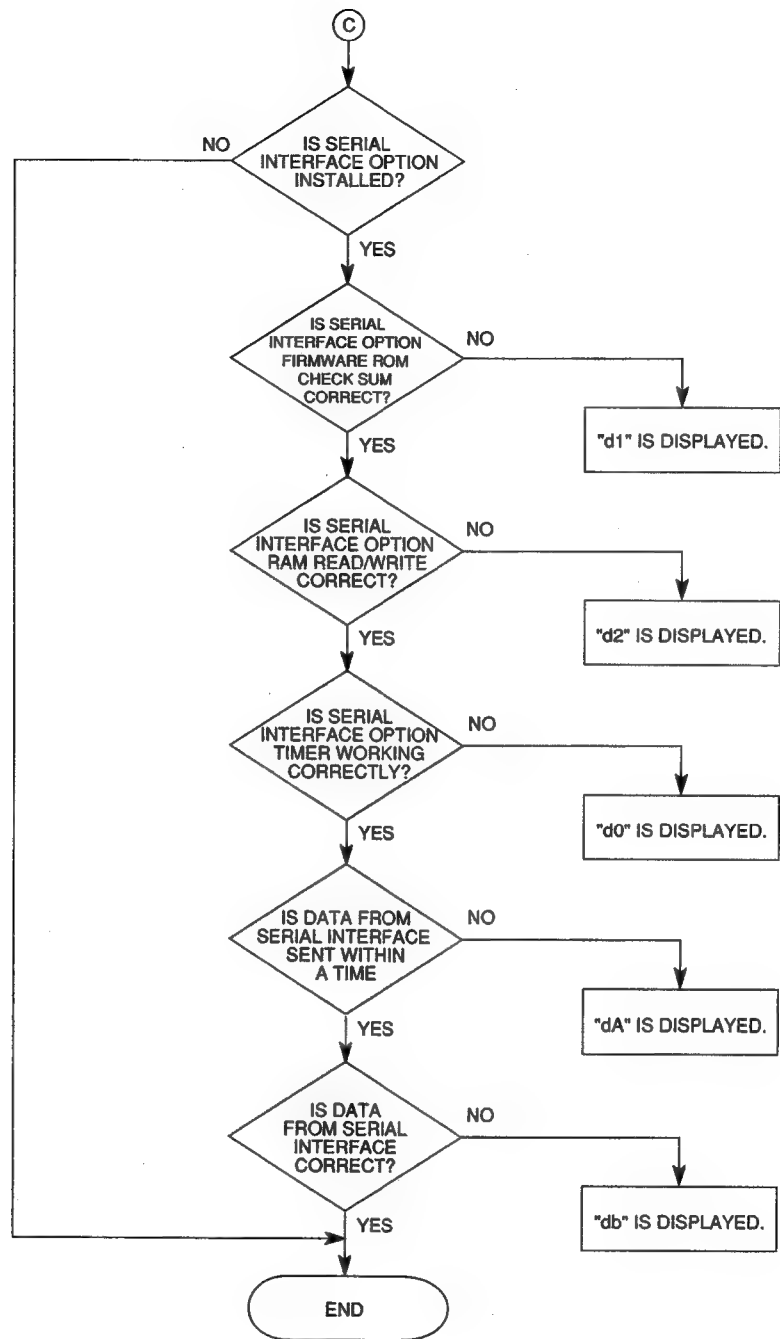 C
NO
IS SERIAL
INTERFACE OPTION
INSTALLED?
YES
IS SERIAL
INTERFACE OPTION
FIRMWARE ROM
CHECK SUM
CORRECT?
NO
"d1" IS DISPLAYED.
YES
IS SERIAL
INTERFACE OPTION
RAM READ/WRITE
CORRECT?
NO
"d2" IS DISPLAYED.
YES
IS SERIAL
INTERFACE OPTION
TIMER WORKING
CORRECTLY?
NO
"d0" IS DISPLAYED.
YES
IS DATA FROM
SERIAL INTERFACE
SENT WITHIN
A TIME
NO
"dA" IS DISPLAYED.
YES
IS DATA
FROM SERIAL
INTERFACE
CORRECT?
NO
"db" IS DISPLAYED.
YES
END